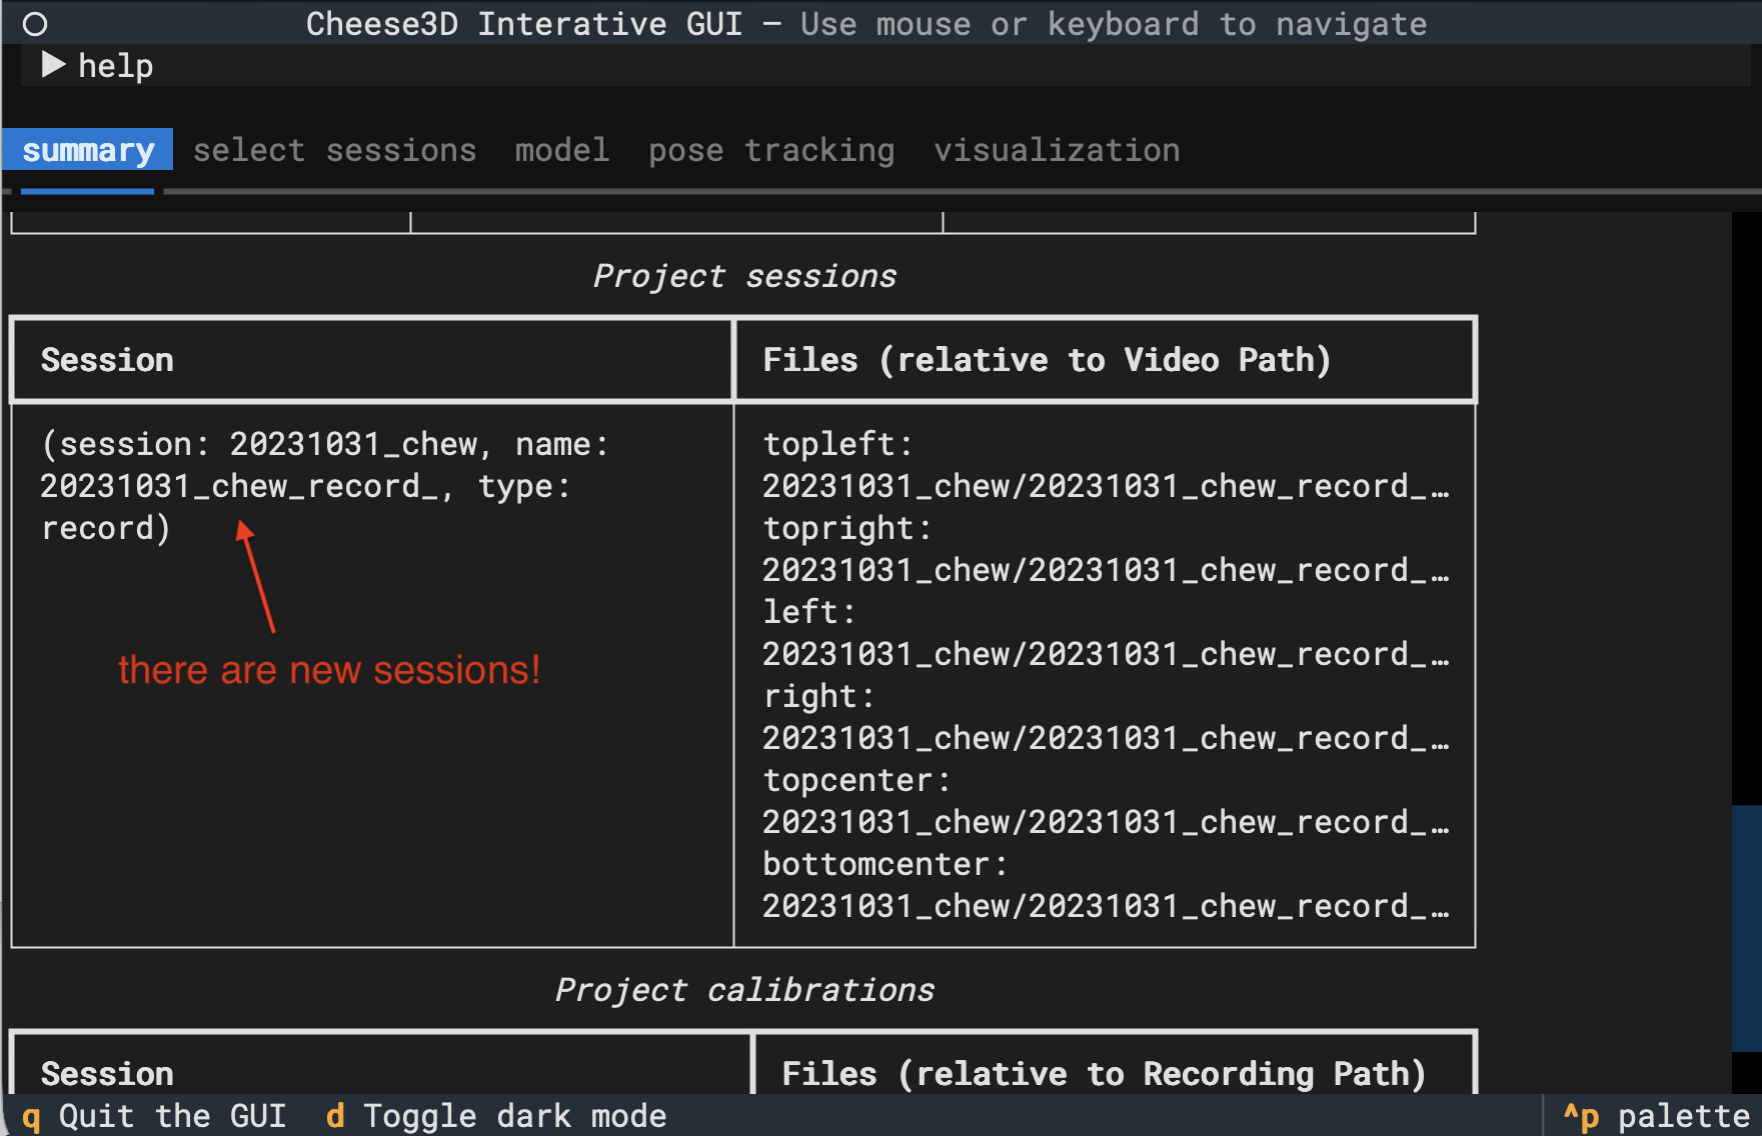 Cheese3D Interative GUI — Use mouse or keyboard to navigate
▶ help
summary select sessions model pose tracking visualization
Project sessions
Session
Files (relative to Video Path)
(session: 20231031_chew, name:
20231031_chew_record_, type:
record)
there are new sessions!
topleft:
20231031_chew/20231031_chew_record_…
topright:
20231031_chew/20231031_chew_record_…
left:
20231031_chew/20231031_chew_record_…
right:
20231031_chew/20231031_chew_record_…
topcenter:
20231031_chew/20231031_chew_record_…
bottomcenter:
20231031_chew/20231031_chew_record_…
Project calibrations
Session
Files (relative to Recording Path)
q Quit the GUI d Toggle dark mode ^p palette